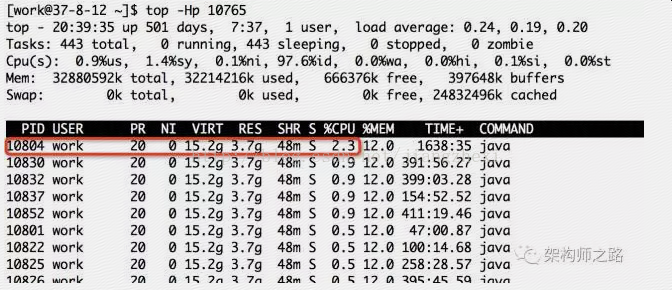 [work@37-8-12 ~]$ top -Hp 10765
top - 20:39:35 up 501 days,  7:37,  1 user,  load average: 0.24, 0.19, 0.20
Tasks: 443 total,   0 running, 443 sleeping,   0 stopped,   0 zombie
Cpu(s):  0.9%us,  1.4%sy,  0.1%ni, 97.6%id,  0.0%wa,  0.0%hi,  0.1%si,  0.0%st
Mem:  32880592k total, 32214216k used,   666376k free,   397648k buffers
Swap:        0k total,        0k used,        0k free, 24832496k cached
PID USER      PR  NI  VIRT  RES  SHR S %CPU %MEM    TIME+  COMMAND
10804 work      20   0 15.2g 3.7g  48m S  2.3 12.0   1638:35 java
10830 work      20   0 15.2g 3.7g  48m S  0.9 12.0 391:56.27 java
10832 work      20   0 15.2g 3.7g  48m S  0.9 12.0 399:03.28 java
10837 work      20   0 15.2g 3.7g  48m S  0.9 12.0 154:52.52 java
10852 work      20   0 15.2g 3.7g  48m S  0.9 12.0 411:19.46 java
10801 work      20   0 15.2g 3.7g  48m S  0.5 12.0  47:00.87 java
10822 work      20   0 15.2g 3.7g  48m S  0.5 12.0 100:14.68 java
10825 work      20   0 15.2g 3.7g  48m S  0.5 12.0 258:28.57 java
10826 work      20   0 15.2g 3.7g  48m S  0.5 12.0 395:45.59 java
架构师之路